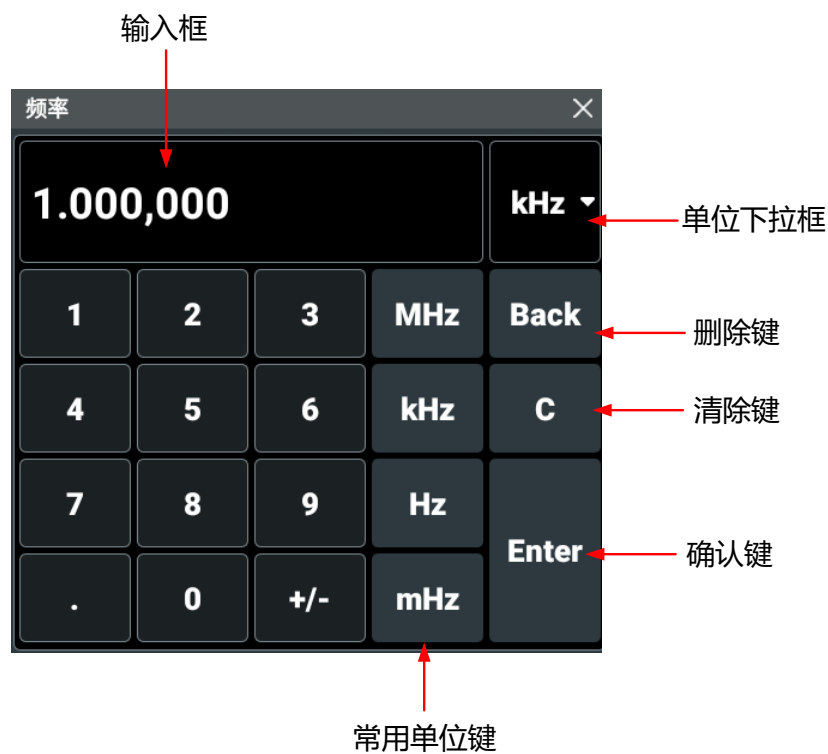 输入框
频率
1.000,000 kHz
单位下拉框
1 2 3 MHz Back
删除键
4 5 6 kHz C
清除键
7 8 9 Hz
Enter
确认键
. 0 +/- mHz
常用单位键